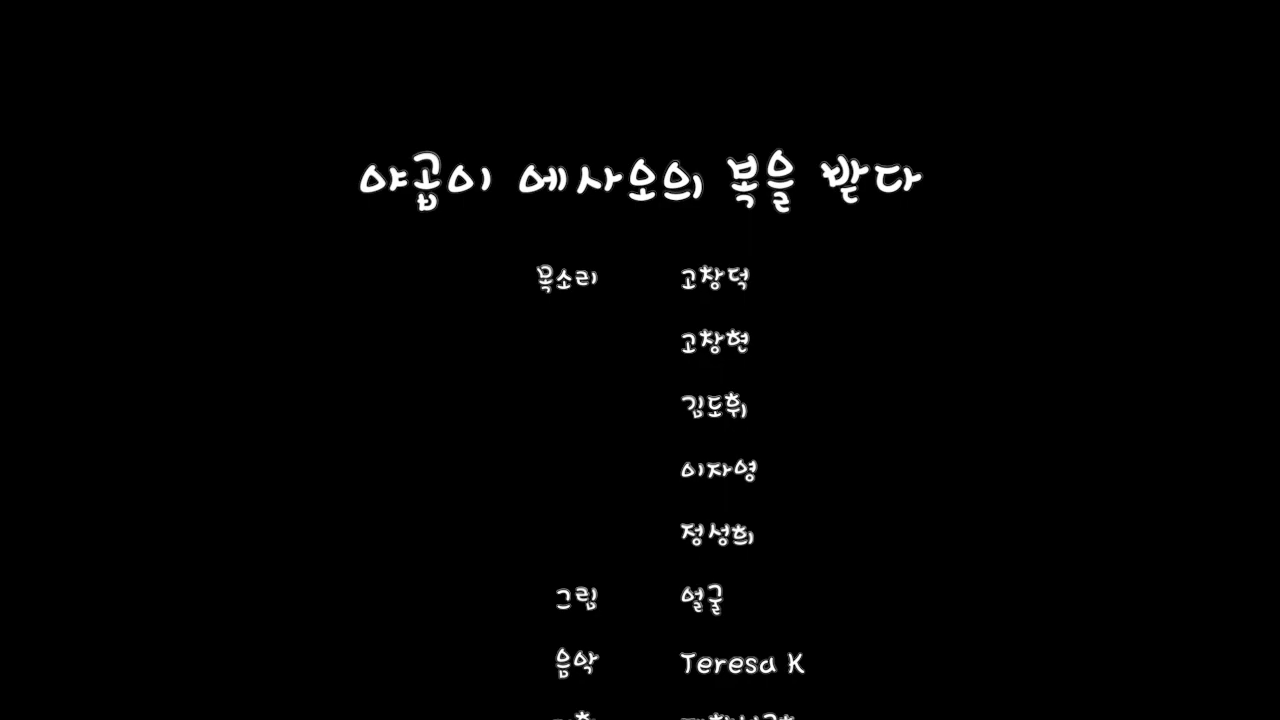 야곱이 에사오의 복을 받다
목소리 고창덕
고창현
김도휘
이자영
정성희
그림 얼굴
음악 Teresa K